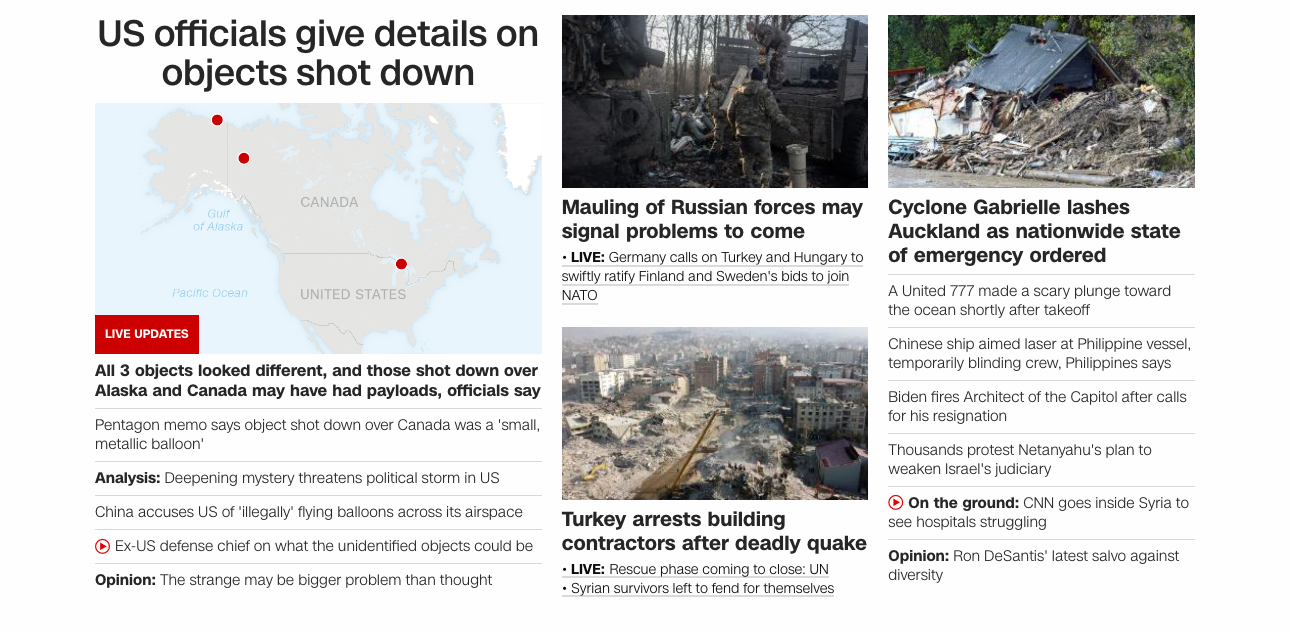 US officials give details on
objects shot down
CANADA
Gulf
of Alaska
Pacific Ocean
UNITED STATES
LIVE UPDATES
All 3 objects looked different, and those shot down over
Alaska and Canada may have had payloads, officials say
Pentagon memo says object shot down over Canada was a 'small,
metallic balloon'
Analysis: Deepening mystery threatens political storm in US
China accuses US of 'illegally' flying balloons across its airspace
Ex-US defense chief on what the unidentified objects could be
Opinion: The strange may be bigger problem than thought
Mauling of Russian forces may
signal problems to come
• LIVE: Germany calls on Turkey and Hungary to
swiftly ratify Finland and Sweden's bids to join
NATO
Turkey arrests building
contractors after deadly quake
• LIVE: Rescue phase coming to close: UN
• Syrian survivors left to fend for themselves
Cyclone Gabrielle lashes
Auckland as nationwide state
of emergency ordered
A United 777 made a scary plunge toward
the ocean shortly after takeoff
Chinese ship aimed laser at Philippine vessel,
temporarily blinding crew, Philippines says
Biden fires Architect of the Capitol after calls
for his resignation
Thousands protest Netanyahu's plan to
weaken Israel's judiciary
On the ground: CNN goes inside Syria to
see hospitals struggling
Opinion: Ron DeSantis' latest salvo against
diversity